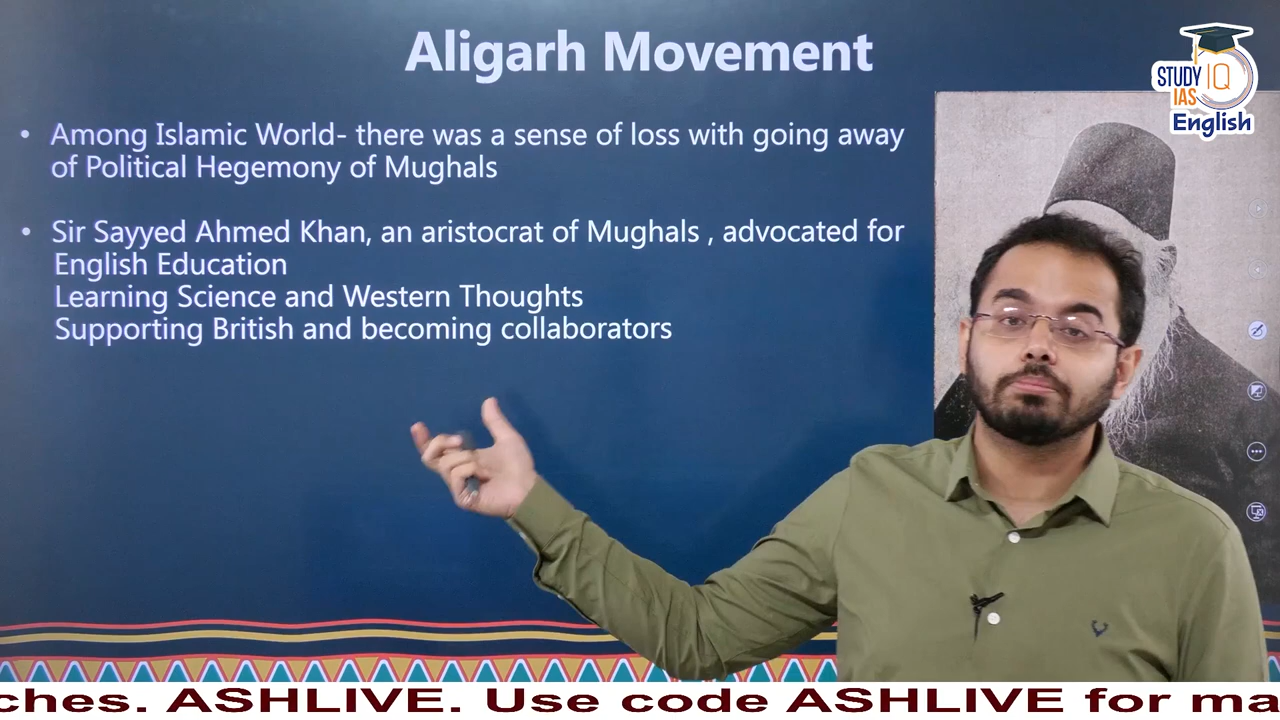 Aligarh Movement
STUDY IQ
IAS
English
• Among Islamic World- there was a sense of loss with going away
of Political Hegemony of Mughals
• Sir Sayyed Ahmed Khan, an aristocrat of Mughals , advocated for
English Education
Learning Science and Western Thoughts
Supporting British and becoming collaborators
ches. ASHLIVE. Use code ASHLIVE for ma